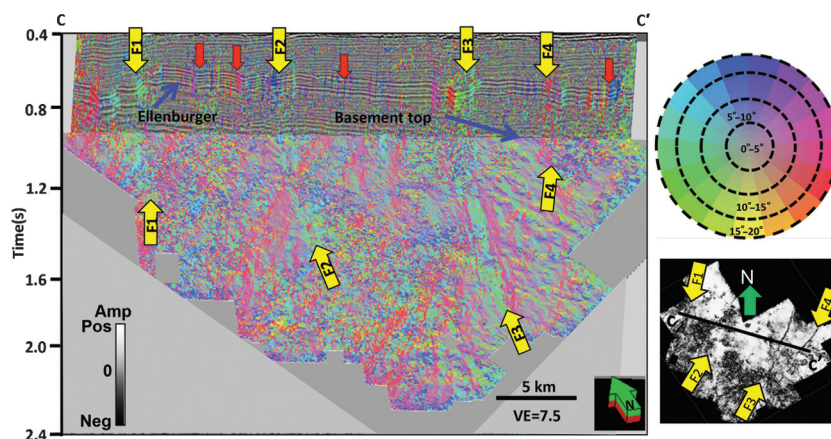 C
C'
0.4
0.8
1.2
1.6
2.0
2.4
Time(s)
F1
F2
F3
F4
Ellenburger
Basement top
F1
F2
F3
F4
Amp
Pos
0
Neg
5 km
VE=7.5
N
5°-10°
0°-5°
10°-15°
15°-20°
F1
N
F4
C
C'
F2
F3